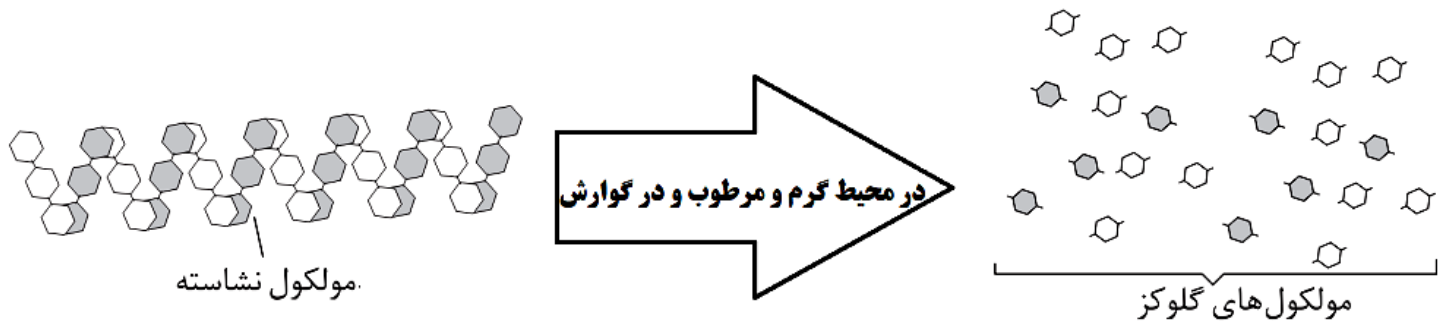 در محیط گرم و مرطوب و در گوارش
مولکول نشاسته.
مولکول‌های گلوکز